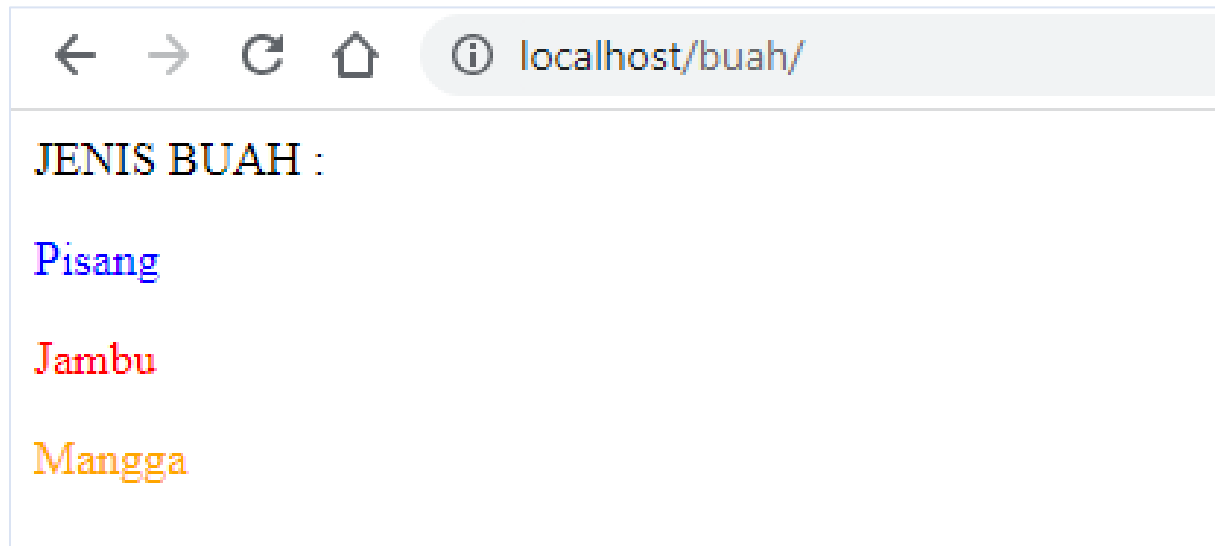 localhost/buah/
JENIS BUAH :
Pisang
Jambu
Mangga